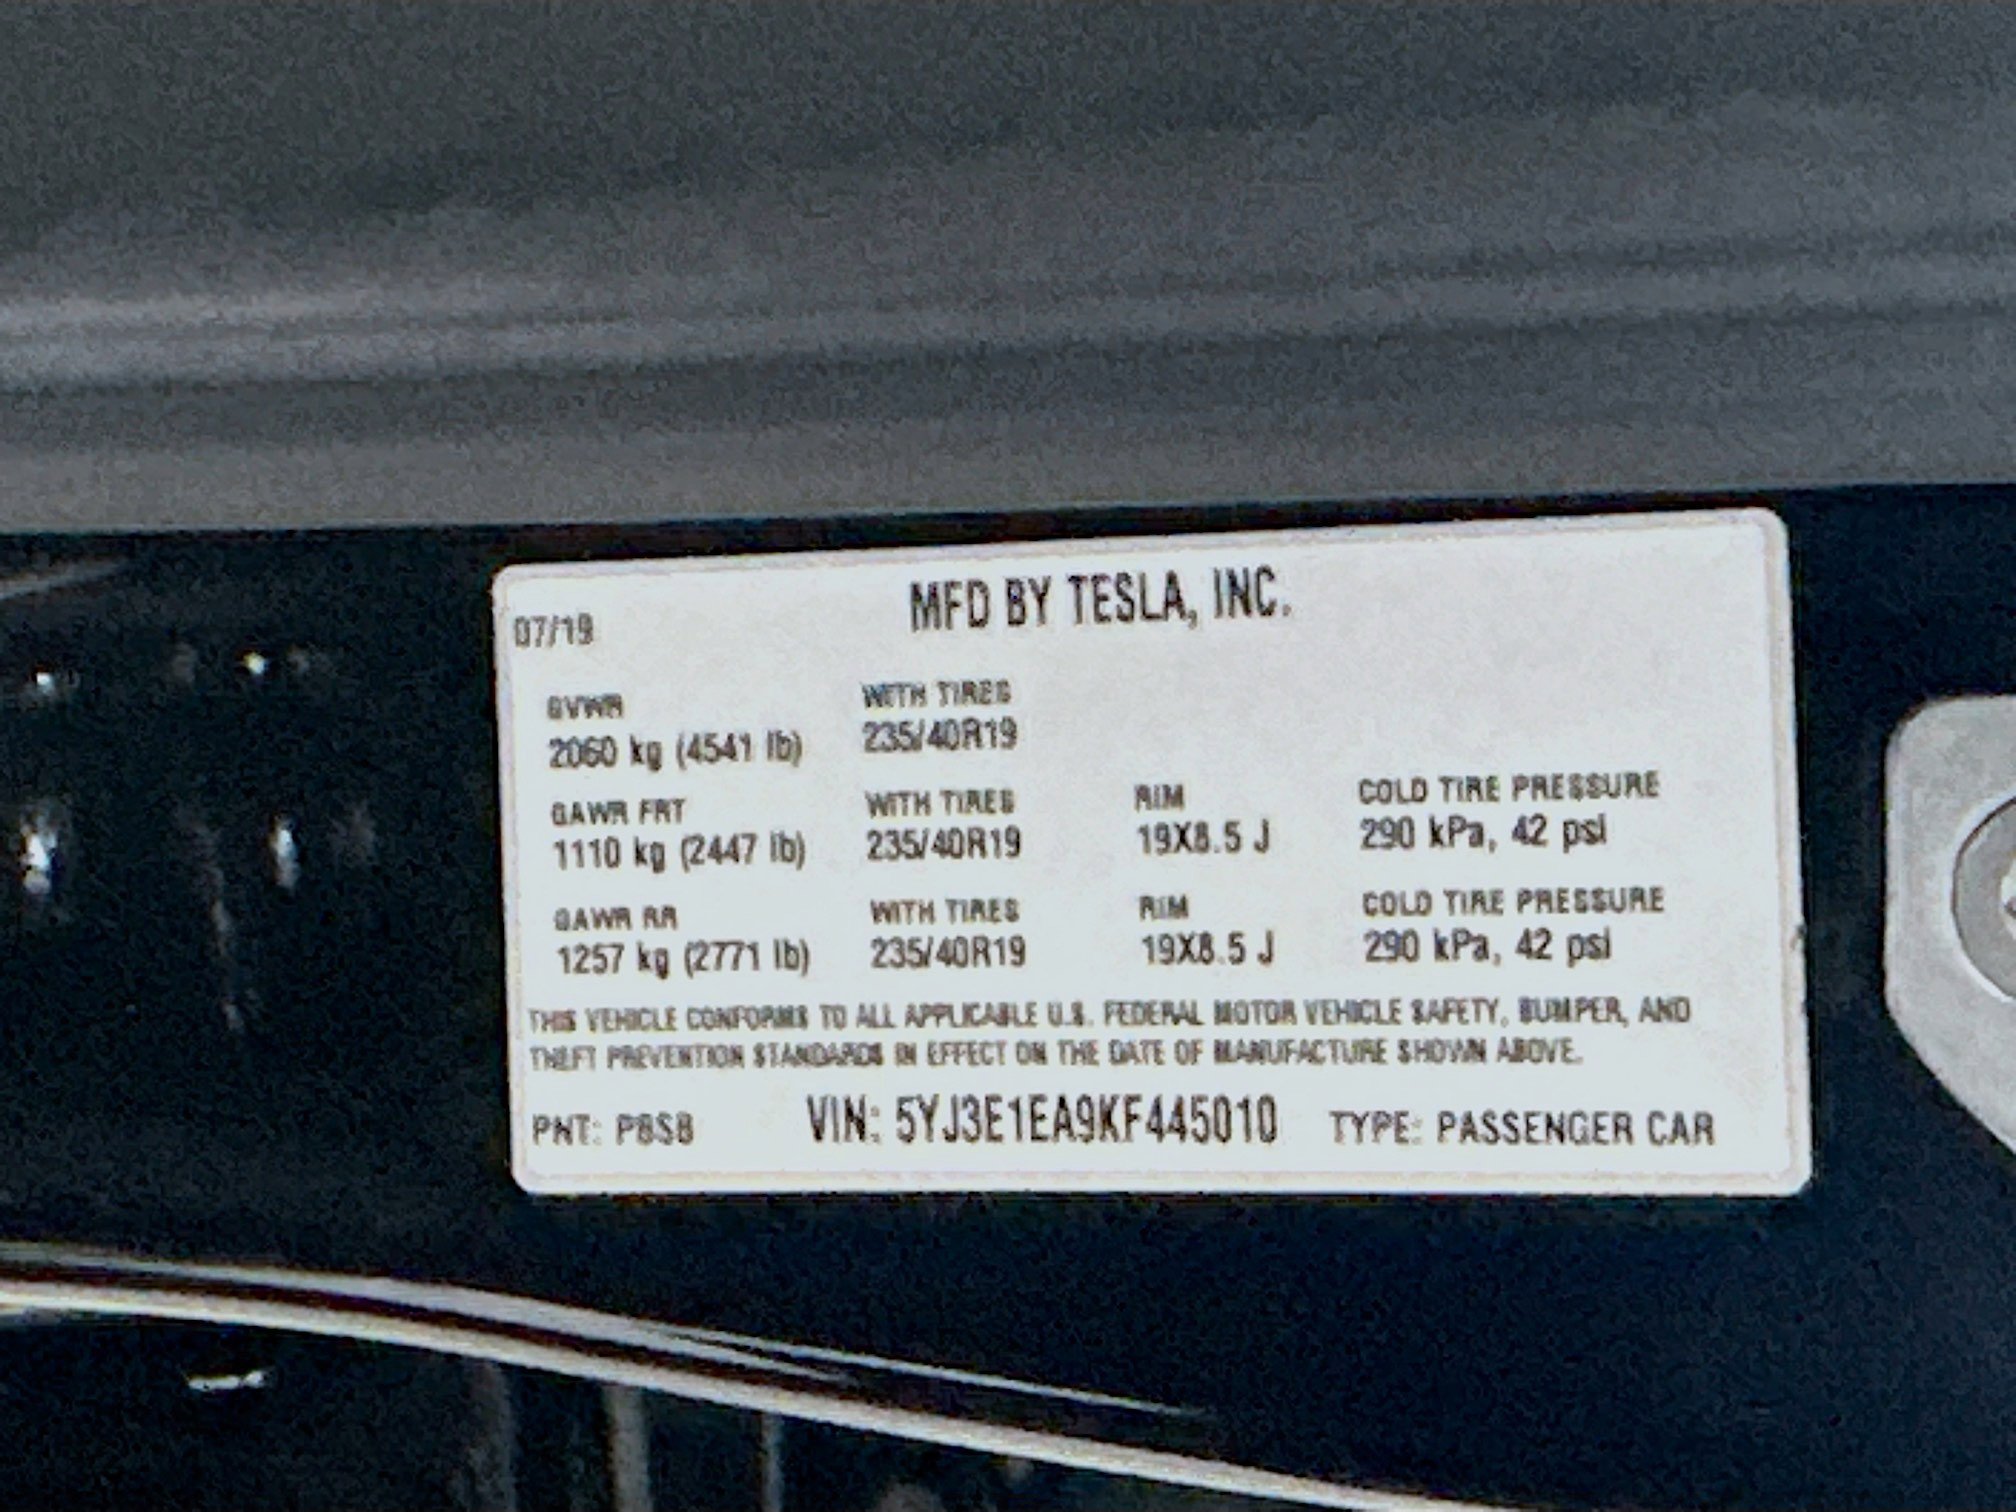 MFD BY TESLA, INC.
07/19
GVWR WITH TIRES
2060 kg (4541 lb) 235/40R19
GAWR FRT WITH TIRES RIM COLD TIRE PRESSURE
1110 kg (2447 lb) 235/40R19 19X8.5 J 290 kPa, 42 psi
GAWR RR WITH TIRES RIM COLD TIRE PRESSURE
1257 kg (2771 lb) 235/40R19 19X8.5 J 290 kPa, 42 psi
THIS VEHICLE CONFORMS TO ALL APPLICABLE U.S. FEDERAL MOTOR VEHICLE SAFETY, BUMPER, AND
THEFT PREVENTION STANDARDS IN EFFECT ON THE DATE OF MANUFACTURE SHOWN ABOVE.
PNT: PBSB VIN: 5YJ3E1EA9KF445010 TYPE: PASSENGER CAR